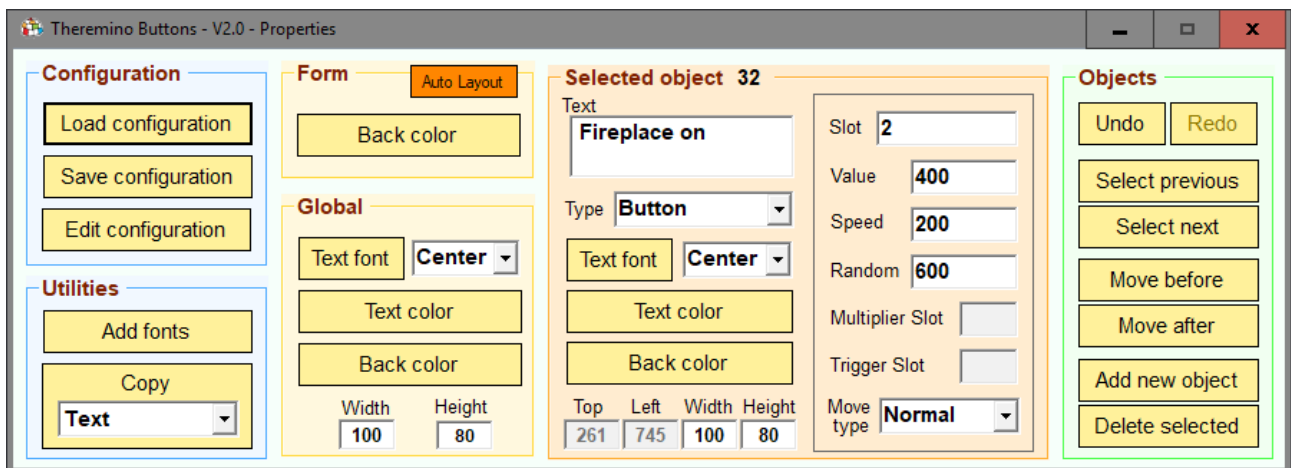 Theremino Buttons - V2.0 - Properties
Configuration
Load configuration
Save configuration
Edit configuration
Utilities
Add fonts
Copy
Text
Form
Auto Layout
Back color
Global
Text font Center
Text color
Back color
Width Height
100 80
Selected object 32
Text
Fireplace on
Type Button
Text font Center
Text color
Back color
Top Left Width Height
261 745 100 80
Slot 2
Value 400
Speed 200
Random 600
Multiplier Slot
Trigger Slot
Move
type Normal
Objects
Undo Redo
Select previous
Select next
Move before
Move after
Add new object
Delete selected